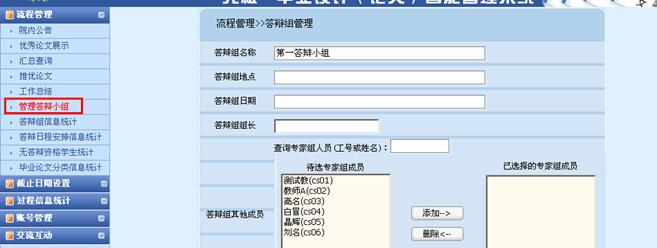 流程管理
院内公告
优秀论文展示
汇总查询
推忧论文
工作总结
管理答辩小组
答辩组信息统计
答辩日程安排信息统计
无答辩资格学生统计
毕业论文分类信息统计
截止日期设置
过程信息统计
账号管理
交流互动
流程管理>>答辩组管理
答辩组名称 第一答辩小组
答辩组地点
答辩组日期
答辩组组长
查询专家组人员(工号或姓名):
待选专家组成员 已选择的专家组成员
测试教(cs01)
教师A(cs02)
高名(cs03)
白冒(cs04)
晶辉(cs05)
刘名(cs06)
答辩组其他成员
添加-->
删除<--